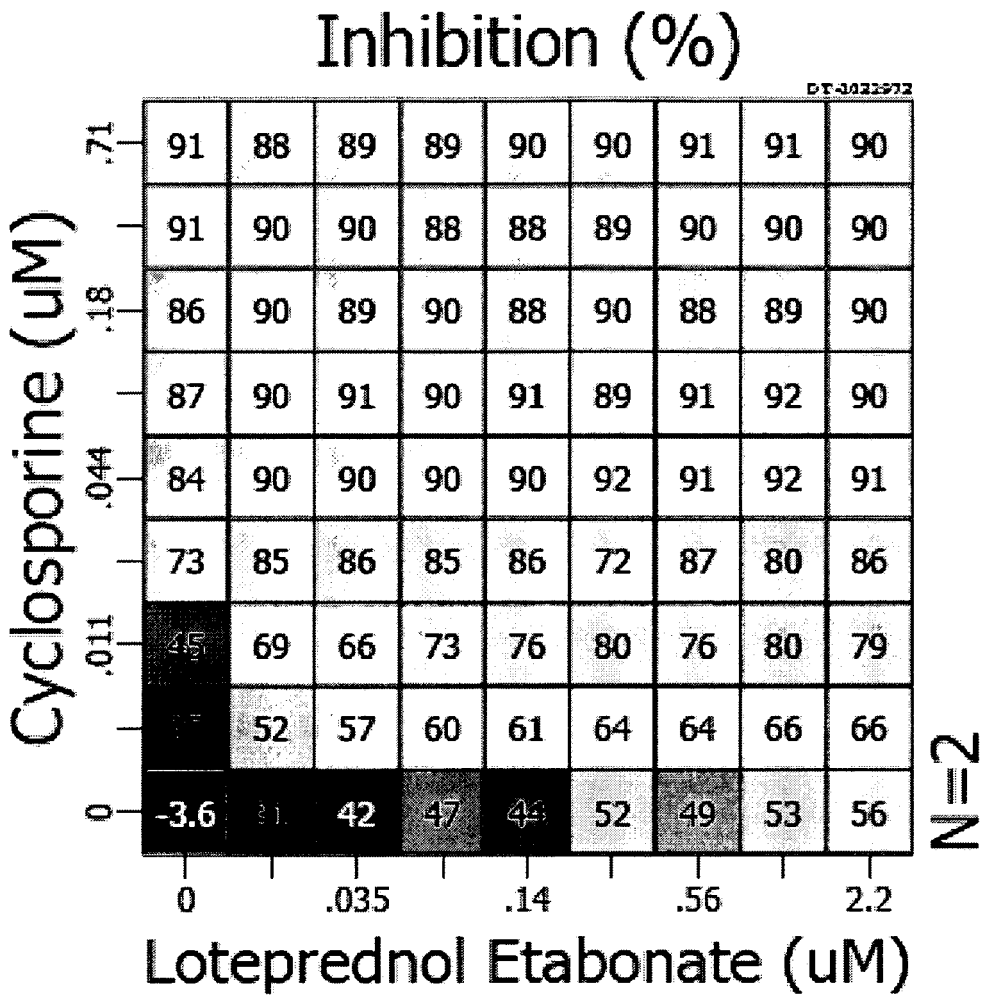 Inhibition (%)
DT-1022972
.71 91 88 89 89 90 90 91 91 90
91 90 90 88 88 89 90 90 90
.18 86 90 89 90 88 90 88 89 90
87 90 91 90 91 89 91 92 90
.044 84 90 90 90 90 92 91 92 91
73 85 86 85 86 72 87 80 86
.011 45 69 66 73 76 80 76 80 79
52 57 60 61 64 64 66 66
0 -3.6 42 47 44 52 49 53 56
0 .035 .14 .56 2.2
Cyclosporine (uM)
Loteprednol Etabonate (uM)
N=2